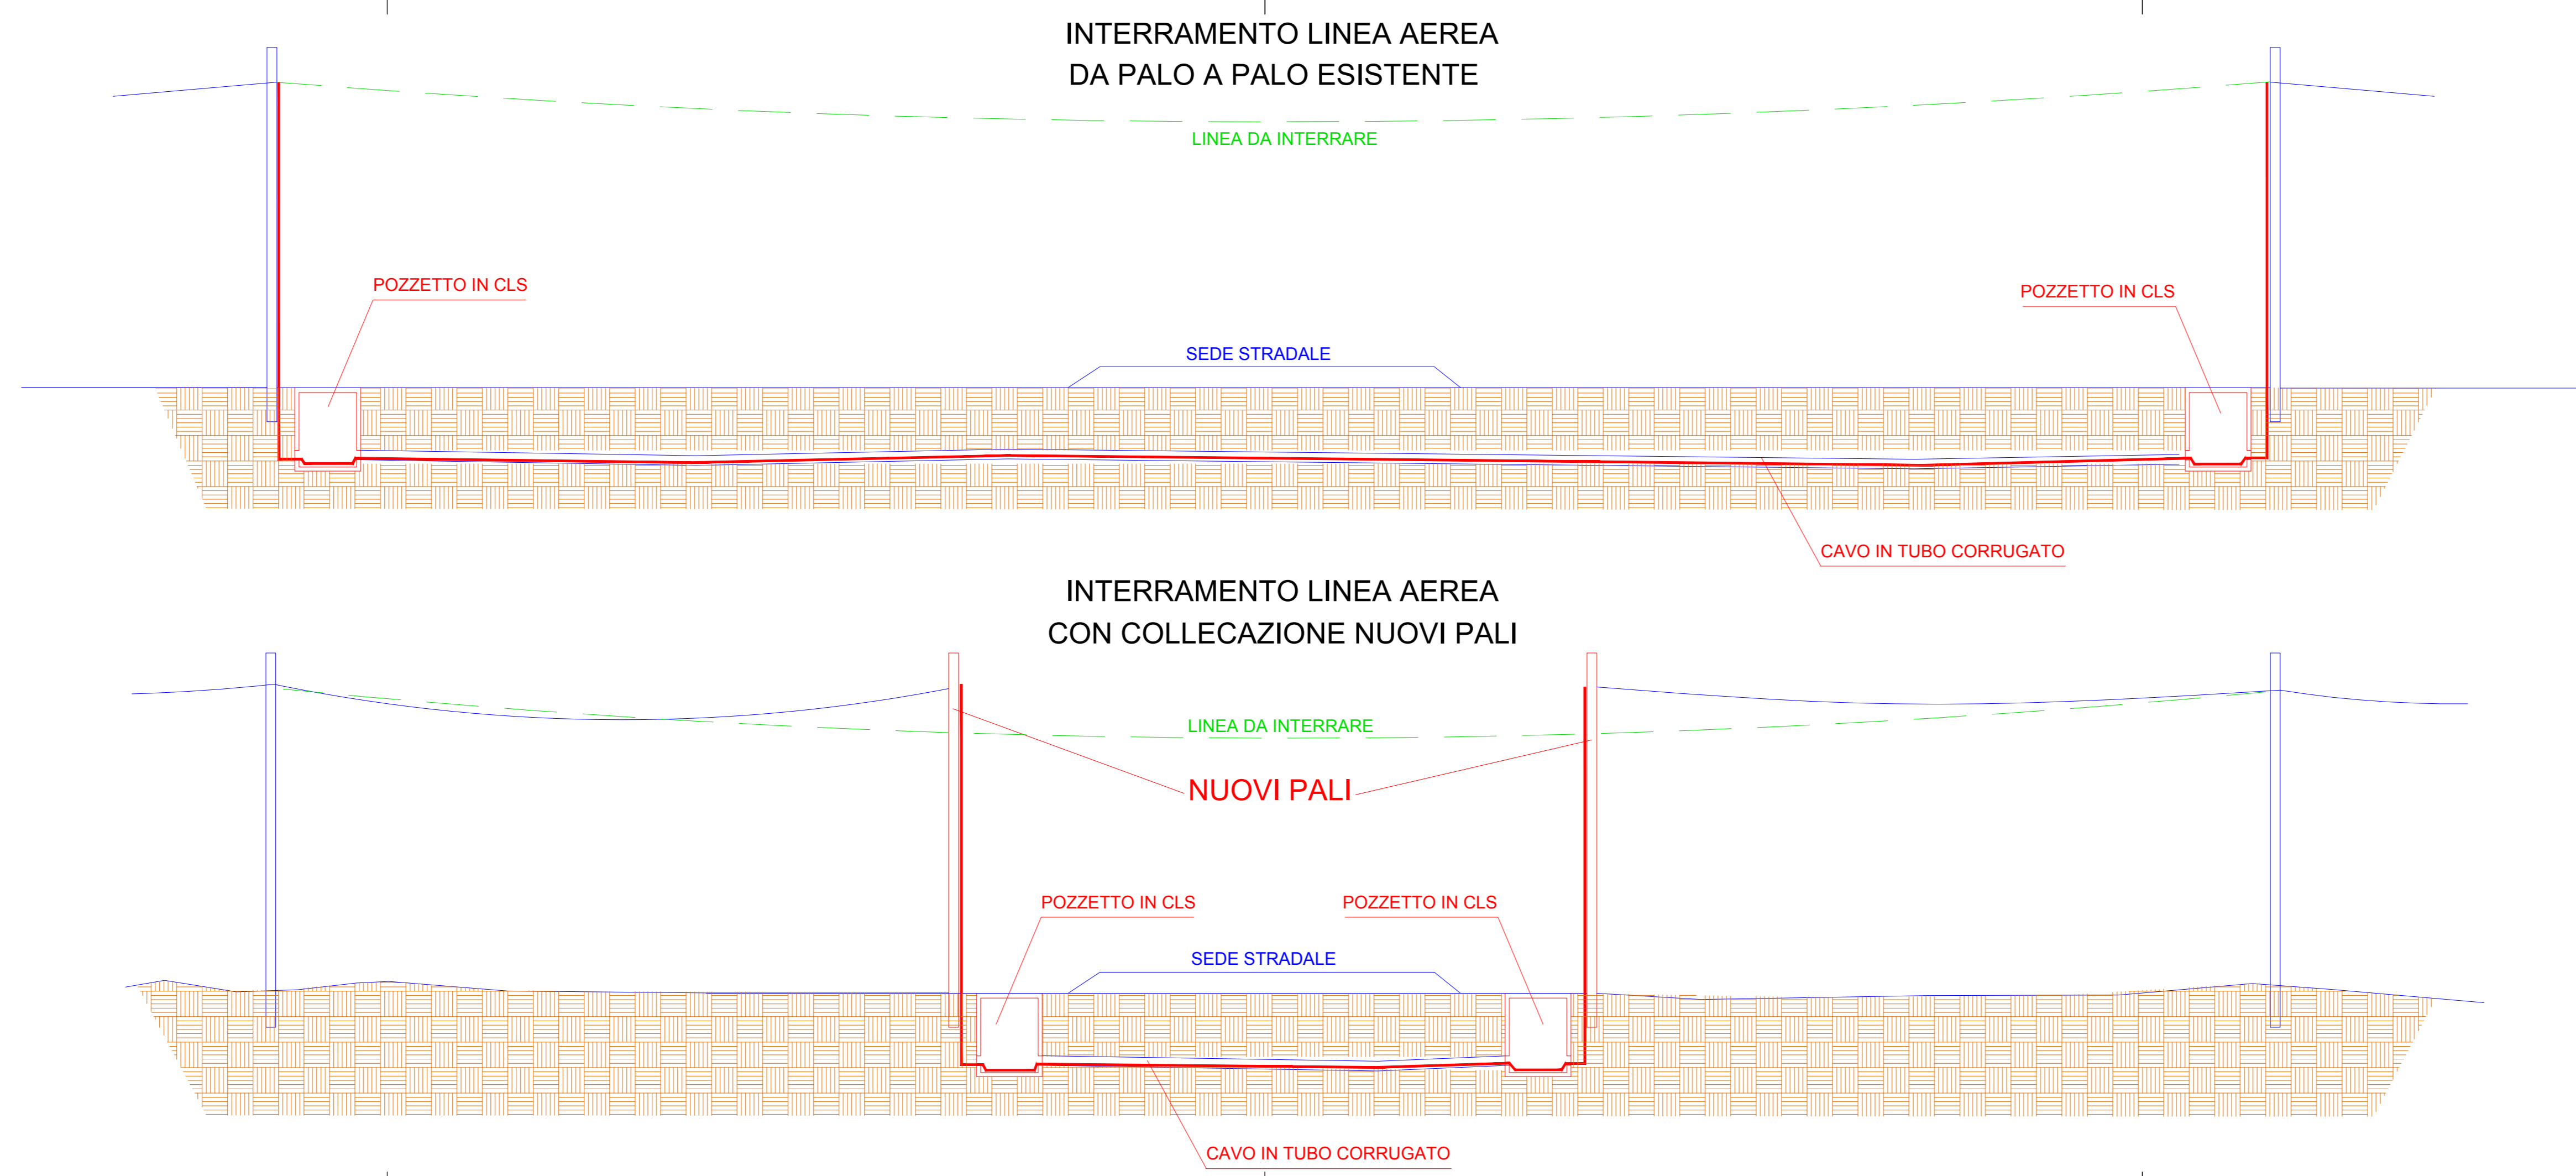 INTERRAMENTO LINEA AEREA
DA PALO A PALO ESISTENTE
LINEA DA INTERRARE
POZZETTO IN CLS
POZZETTO IN CLS
SEDE STRADALE
CAVO IN TUBO CORRUGATO
INTERRAMENTO LINEA AEREA
CON COLLECAZIONE NUOVI PALI
LINEA DA INTERRARE
NUOVI PALI
POZZETTO IN CLS
POZZETTO IN CLS
SEDE STRADALE
CAVO IN TUBO CORRUGATO